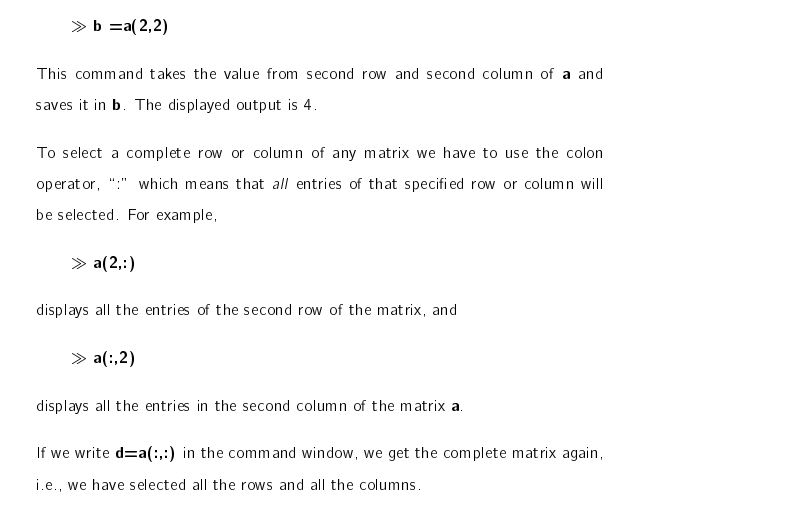 ≫ b =a(2,2)
This command takes the value from second row and second column of a and
saves it in b. The displayed output is 4.
To select a complete row or column of any matrix we have to use the colon
operator, “:” which means that all entries of that specified row or column will
be selected. For example,
≫ a(2,:)
displays all the entries of the second row of the matrix, and
≫ a(:,2)
displays all the entries in the second column of the matrix a.
If we write d=a(:,:) in the command window, we get the complete matrix again,
i.e., we have selected all the rows and all the columns.